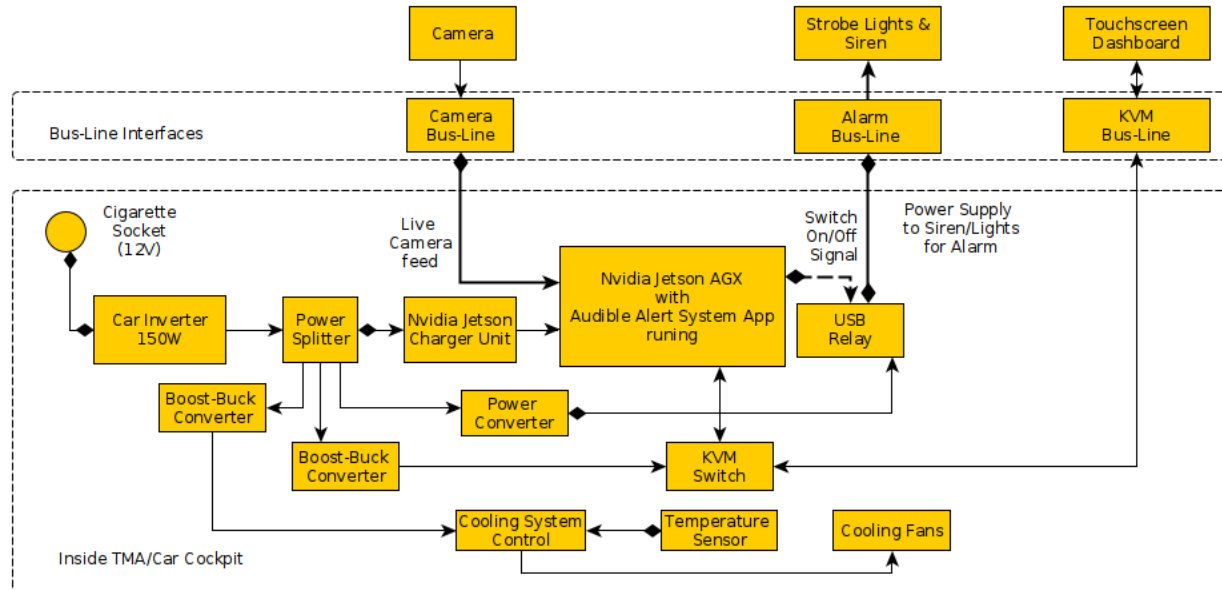 Camera
Strobe Lights &
Siren
Touchscreen
Dashboard
Bus-Line Interfaces
Camera
Bus-Line
Alarm
Bus-Line
KVM
Bus-Line
Cigarette
Socket
(12V)
Live
Camera
feed
Switch
On/Off
Signal
Power Supply
to Siren/Lights
for Alarm
Car Inverter
150W
Power
Splitter
Nvidia Jetson
Charger Unit
Nvidia Jetson AGX
with
Audible Alert System App
runing
USB
Relay
Boost-Buck
Converter
Power
Converter
Boost-Buck
Converter
KVM
Switch
Cooling System
Control
Temperature
Sensor
Cooling Fans
Inside TMA/Car Cockpit